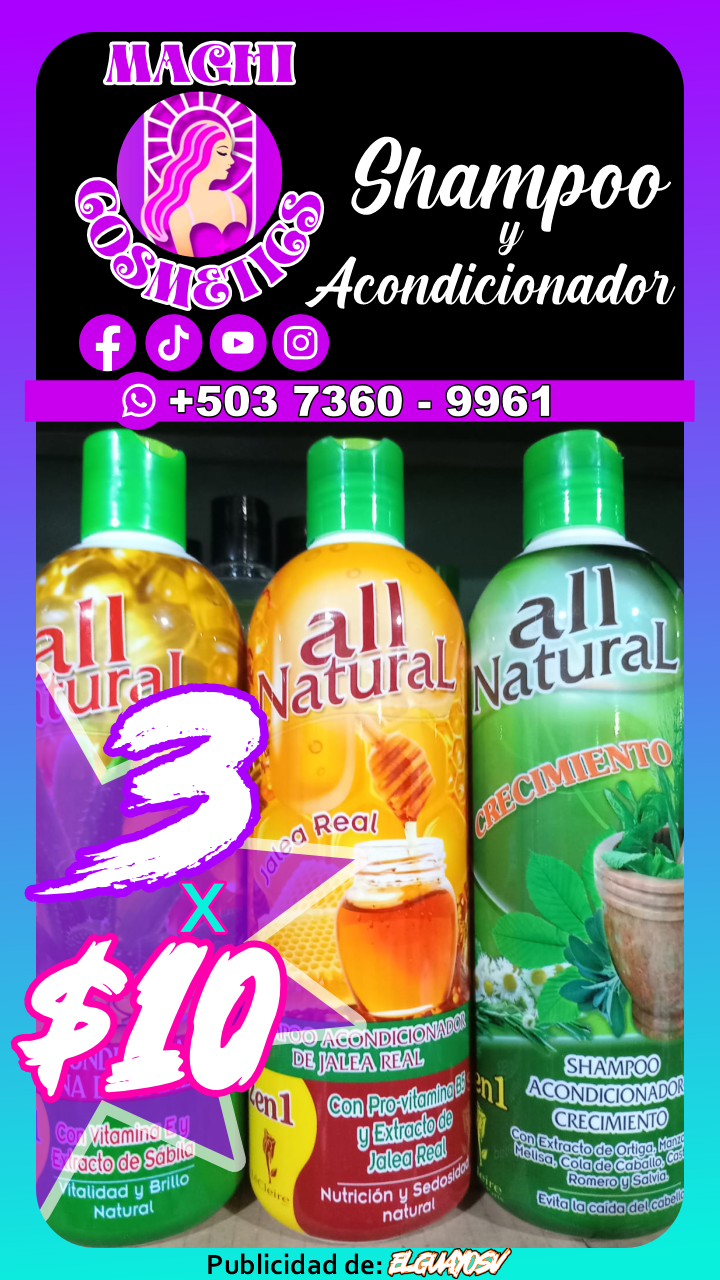 MAGHI
COSMETICS
Shampoo
y
Acondicionador
+503 7360 - 9961
all
Natural
all
Natural
Jalea Real
ACONDICIONADOR
DE JALEA REAL
Con Pro-vitamina B5
y Extracto de
Jalea Real
Nutrición y Sedosidad
natural
all
Natural
CRECIMIENTO
SHAMPOO
ACONDICIONADOR
CRECIMIENTO
Con Extracto de Ortiga,
Melisa, Cola de Caballo,
Romero y Salvia.
Evita la caída del cabello
3
x
$10
Con Vitamina E y
Extracto de Sábila
Vitalidad y Brillo
Natural
Publicidad de: ELGUAYOSV